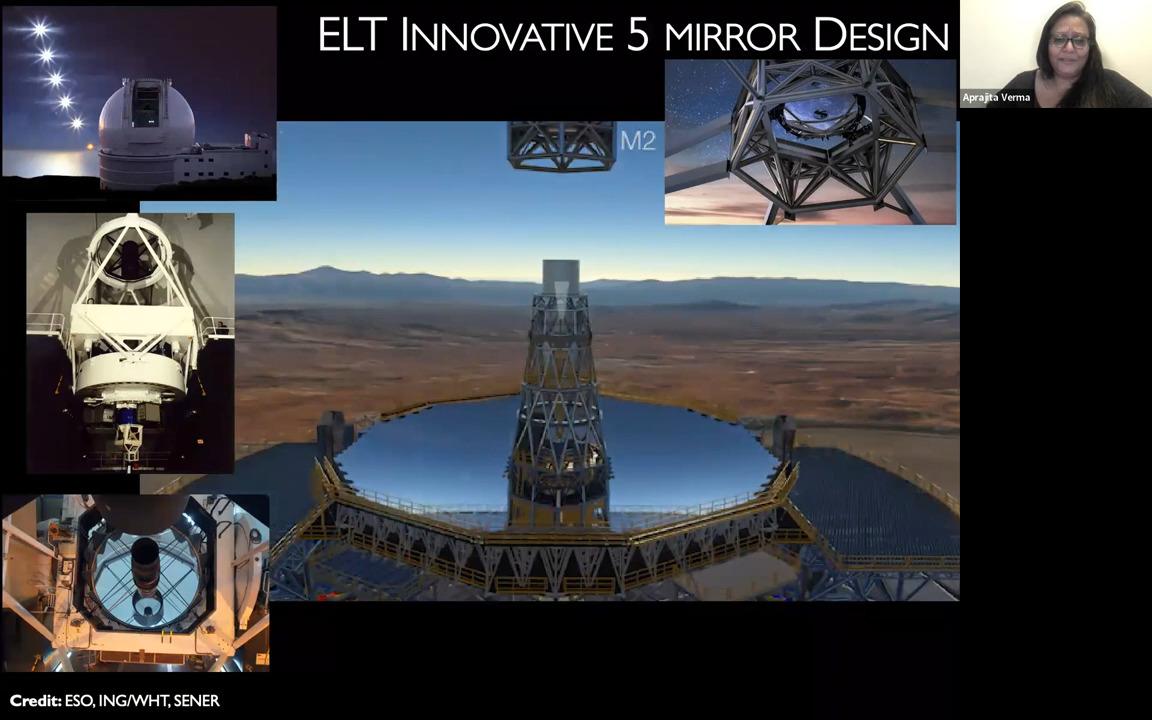 ELT INNOVATIVE 5 MIRROR DESIGN
Aprajita Verma
M2
Credit: ESO, ING/WHT, SENER